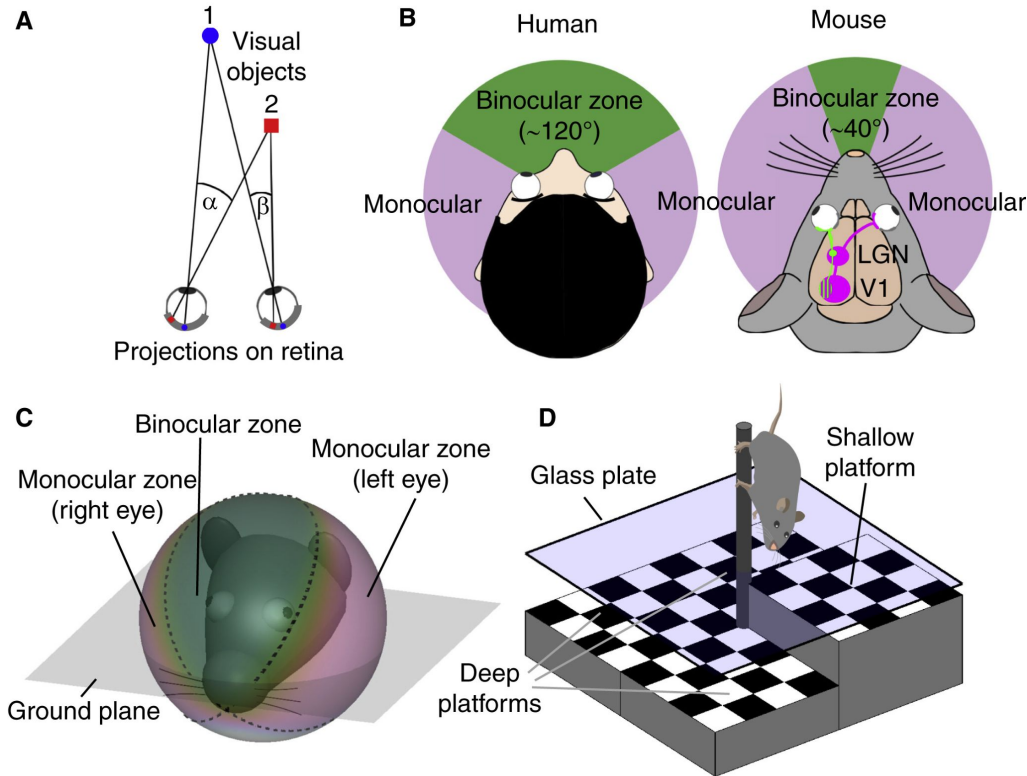 A
1
Visual
objects
2
α
β
Projections on retina
B
Human
Mouse
Binocular zone
(~120°)
Monocular
Binocular zone
(~40°)
Monocular
Monocular
LGN
V1
C
Binocular zone
Monocular zone
(right eye)
Monocular zone
(left eye)
Ground plane
D
Glass plate
Shallow
platform
Deep
platforms